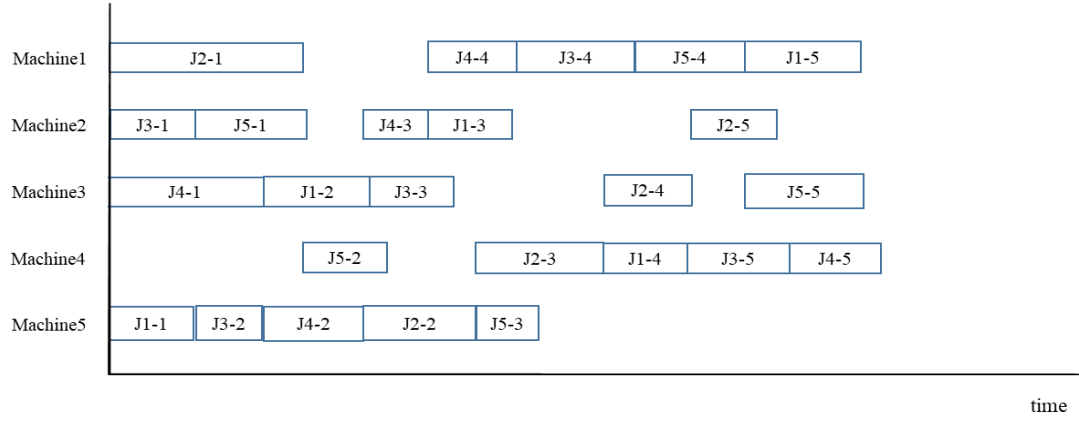 Machine1 J2-1 J4-4 J3-4 J5-4 J1-5
Machine2 J3-1 J5-1 J4-3 J1-3 J2-5
Machine3 J4-1 J1-2 J3-3 J2-4 J5-5
Machine4 J5-2 J2-3 J1-4 J3-5 J4-5
Machine5 J1-1 J3-2 J4-2 J2-2 J5-3
time